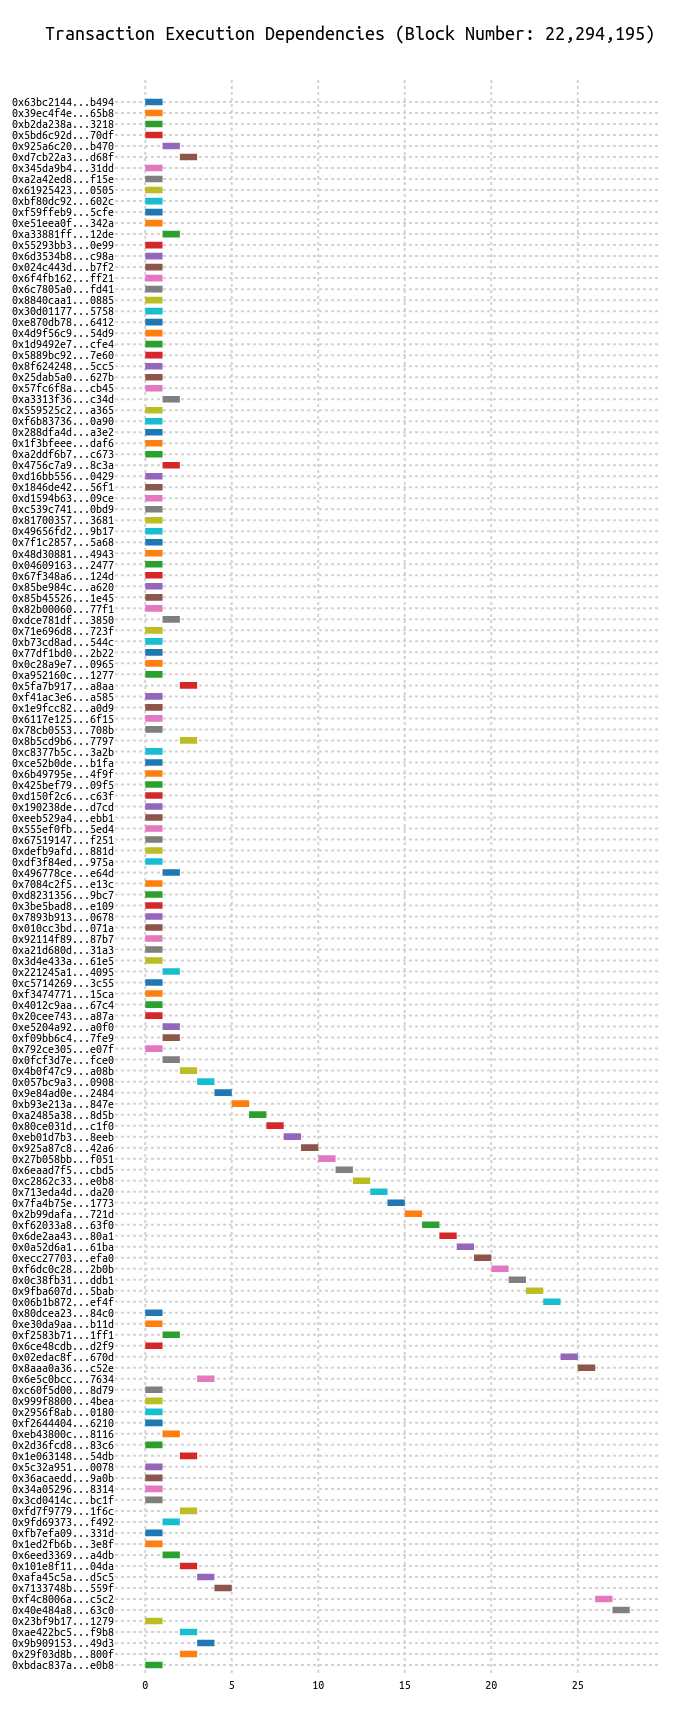 Transaction Execution Dependencies (Block Number: 22,294,195)
0x63bc2144...b494
0x39ec4f4e...65b8
0xb2da238a...3218
0x5bd6c92d...70df
0x925a6c20...b470
0xd7cb22a3...d68f
0x345da9b4...31dd
0xa2a42ed8...f15e
0x61925423...0505
0xbf80dc92...602c
0xf59ffeb9...5cfe
0xe51eea0f...342a
0xa33881ff...12de
0x55293bb3...0e99
0x6d3534b8...c98a
0x024c443d...b7f2
0x6f4fb162...ff21
0x6c7805a0...fd41
0x8840caa1...0885
0x30d01177...5758
0xe870db78...6412
0x4d9f56c9...54d9
0x1d9492e7...cfe4
0x5889bc92...7e60
0x8f624248...5cc5
0x25dab5a0...627b
0x57fc6f8a...cb45
0xa3313f36...c34d
0x559525c2...a365
0xf6b83736...0a90
0x288dfa4d...a3e2
0x1f3bfeee...daf6
0xa2ddf6b7...c673
0x4756c7a9...8c3a
0xd16bb556...0429
0x1846de42...56f1
0xd1594b63...09ce
0xc539c741...0bd9
0x81700357...3681
0x49656fd2...9b17
0x7f1c2857...5a68
0x48d30881...4943
0x04609163...2477
0x67f348a6...124d
0x85be984c...a620
0x85b45526...1e45
0x82b00060...77f1
0xdce781df...3850
0x71e696d8...723f
0xb73cd8ad...544c
0x77df1bd0...2b22
0x0c28a9e7...0965
0xa952160c...1277
0x5fa7b917...a8aa
0xf41ac3e6...a585
0x1e9fcc82...a0d9
0x6117e125...6f15
0x78cb0553...708b
0x8b5cd9b6...7797
0xc8377b5c...3a2b
0xce52b0de...b1fa
0x6b49795e...4f9f
0x425bef79...09f5
0xd150f2c6...c63f
0x190238de...d7cd
0xeeb529a4...ebb1
0x555ef0fb...5ed4
0x67519147...f251
0xdefb9afd...881d
0xdf3f84ed...975a
0x496778ce...e64d
0x7084c2f5...e13c
0xd8231356...9bc7
0x3be5bad8...e109
0x7893b913...0678
0x010cc3bd...071a
0x92114f89...87b7
0xa21d680d...31a3
0x3d4e433a...61e5
0x221245a1...4095
0xc5714269...3c55
0xf3474771...15ca
0x4012c9aa...67c4
0x20cee743...a87a
0xe5204a92...a0f0
0xf09bb6c4...7fe9
0x792ce305...e07f
0x0fcf3d7e...fce0
0x4b0f47c9...a08b
0x057bc9a3...0908
0x9e84ad0e...2484
0xb93e213a...847e
0xa2485a38...8d5b
0x80ce031d...c1f0
0xeb01d7b3...8eeb
0x925a87c8...42a6
0x27b058bb...f051
0x6eaad7f5...cbd5
0xc2862c33...e0b8
0x713eda4d...da20
0x7fa4b75e...1773
0x2b99dafa...721d
0xf62033a8...63f0
0x6de2aa43...80a1
0x0a52d6a1...61ba
0xecc27703...efa0
0xf6dc0c28...2b0b
0x0c38fb31...ddb1
0x9fba607d...5bab
0x06b1b872...ef4f
0x80dcea23...84c0
0xe30da9aa...b11d
0xf2583b71...1ff1
0x6ce48cdb...d2f9
0x02edac8f...670d
0x8aaa0a36...c52e
0x6e5c0bcc...7634
0xc60f5d00...8d79
0x999f8800...4bea
0x2956f8ab...0180
0xf2644404...6210
0xeb43800c...8116
0x2d36fcd8...83c6
0x1e063148...54db
0x5c32a951...0078
0x36acaedd...9a0b
0x34a05296...8314
0x3cd0414c...bc1f
0xfd7f9779...1f6c
0x9fd69373...f492
0xfb7efa09...331d
0x1ed2fb6b...3e8f
0x6eed3369...a4db
0x101e8f11...04da
0xafa45c5a...d5c5
0x7133748b...559f
0xf4c8006a...c5c2
0x40e484a8...63c0
0x23bf9b17...1279
0xae422bc5...f9b8
0x9b909153...49d3
0x29f03d8b...800f
0xbdac837a...e0b8
0 5 10 15 20 25